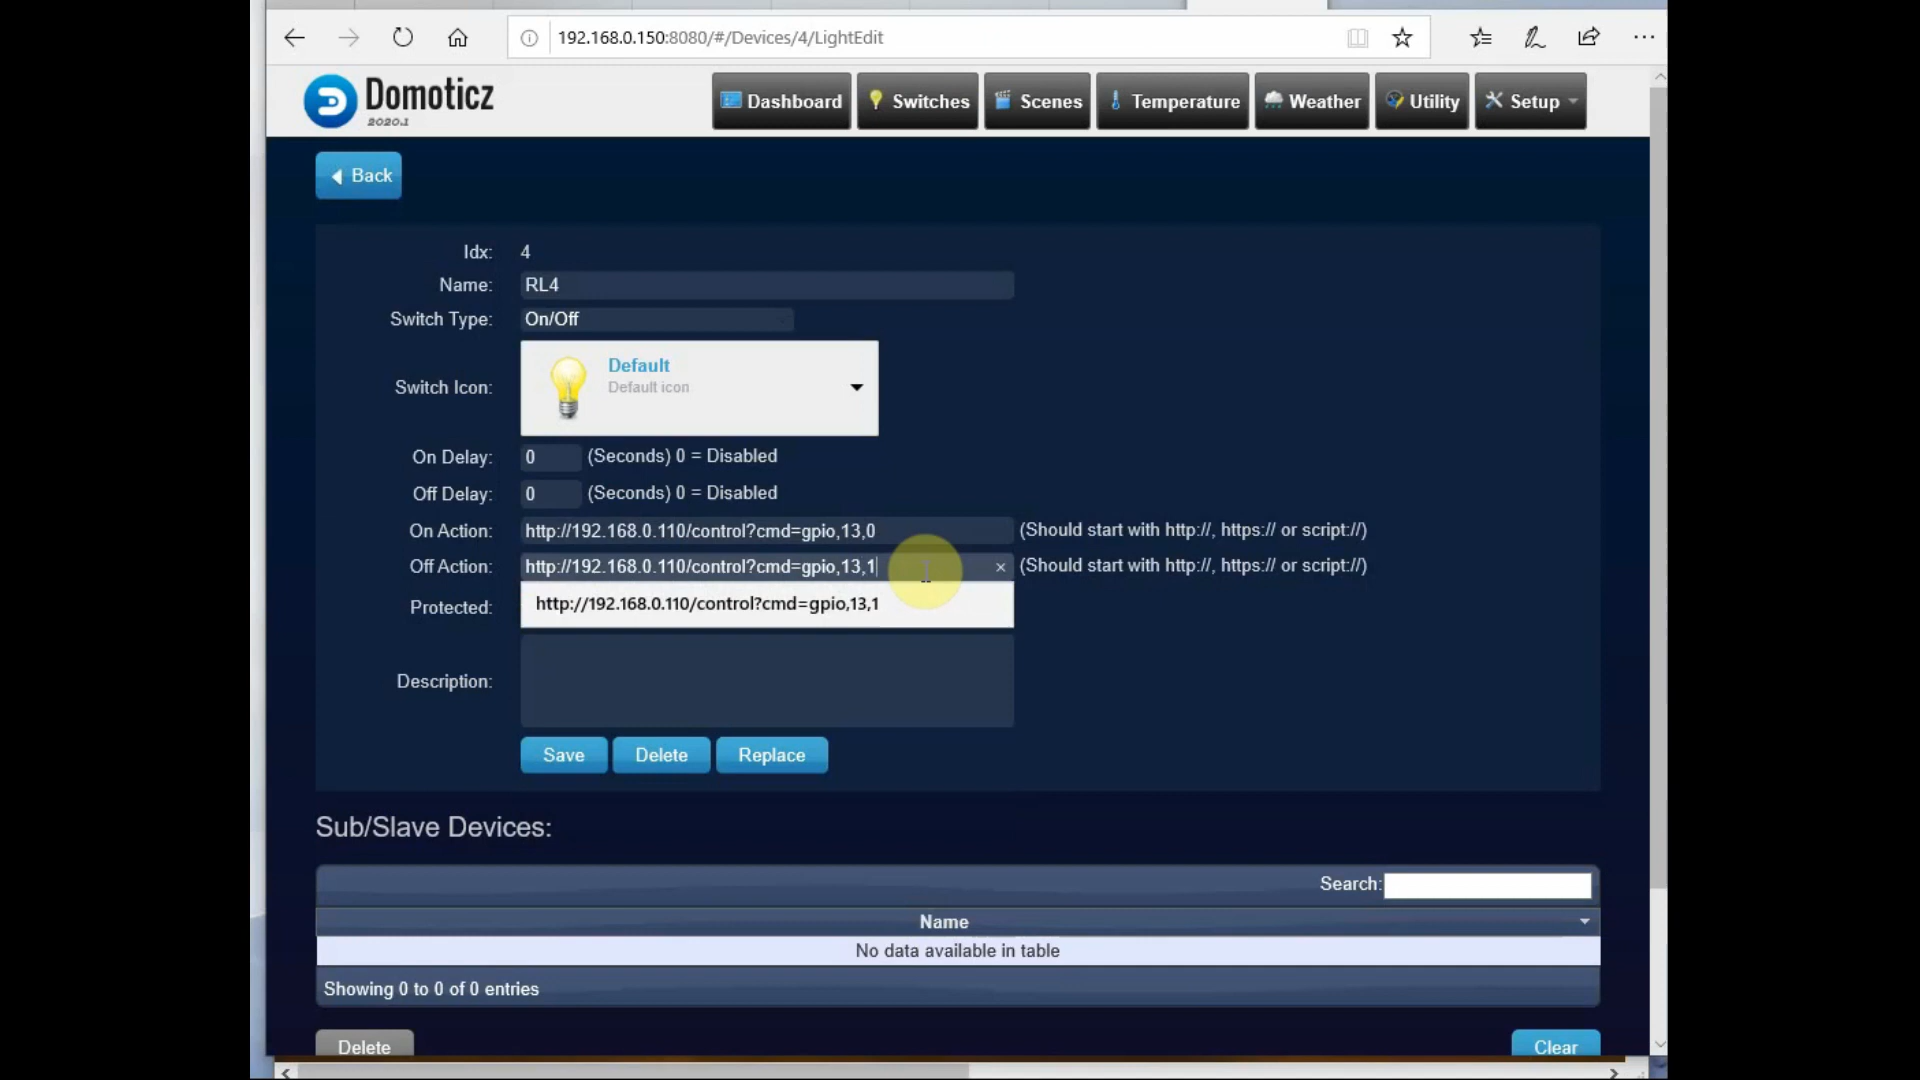 192.168.0.150:8080/#/Devices/4/LightEdit
Domoticz
2020.1
Dashboard
Switches
Scenes
Temperature
Weather
Utility
Setup
Back
Idx: 4
Name: RL4
Switch Type: On/Off
Switch Icon: Default
Default icon
On Delay: 0 (Seconds) 0 = Disabled
Off Delay: 0 (Seconds) 0 = Disabled
On Action: http://192.168.0.110/control?cmd=gpio,13,0 (Should start with http://, https:// or script://)
Off Action: http://192.168.0.110/control?cmd=gpio,13,1 × (Should start with http://, https:// or script://)
http://192.168.0.110/control?cmd=gpio,13,1
Protected:
Description:
Save Delete Replace
Sub/Slave Devices:
Search:
Name
No data available in table
Showing 0 to 0 of 0 entries
Delete Clear